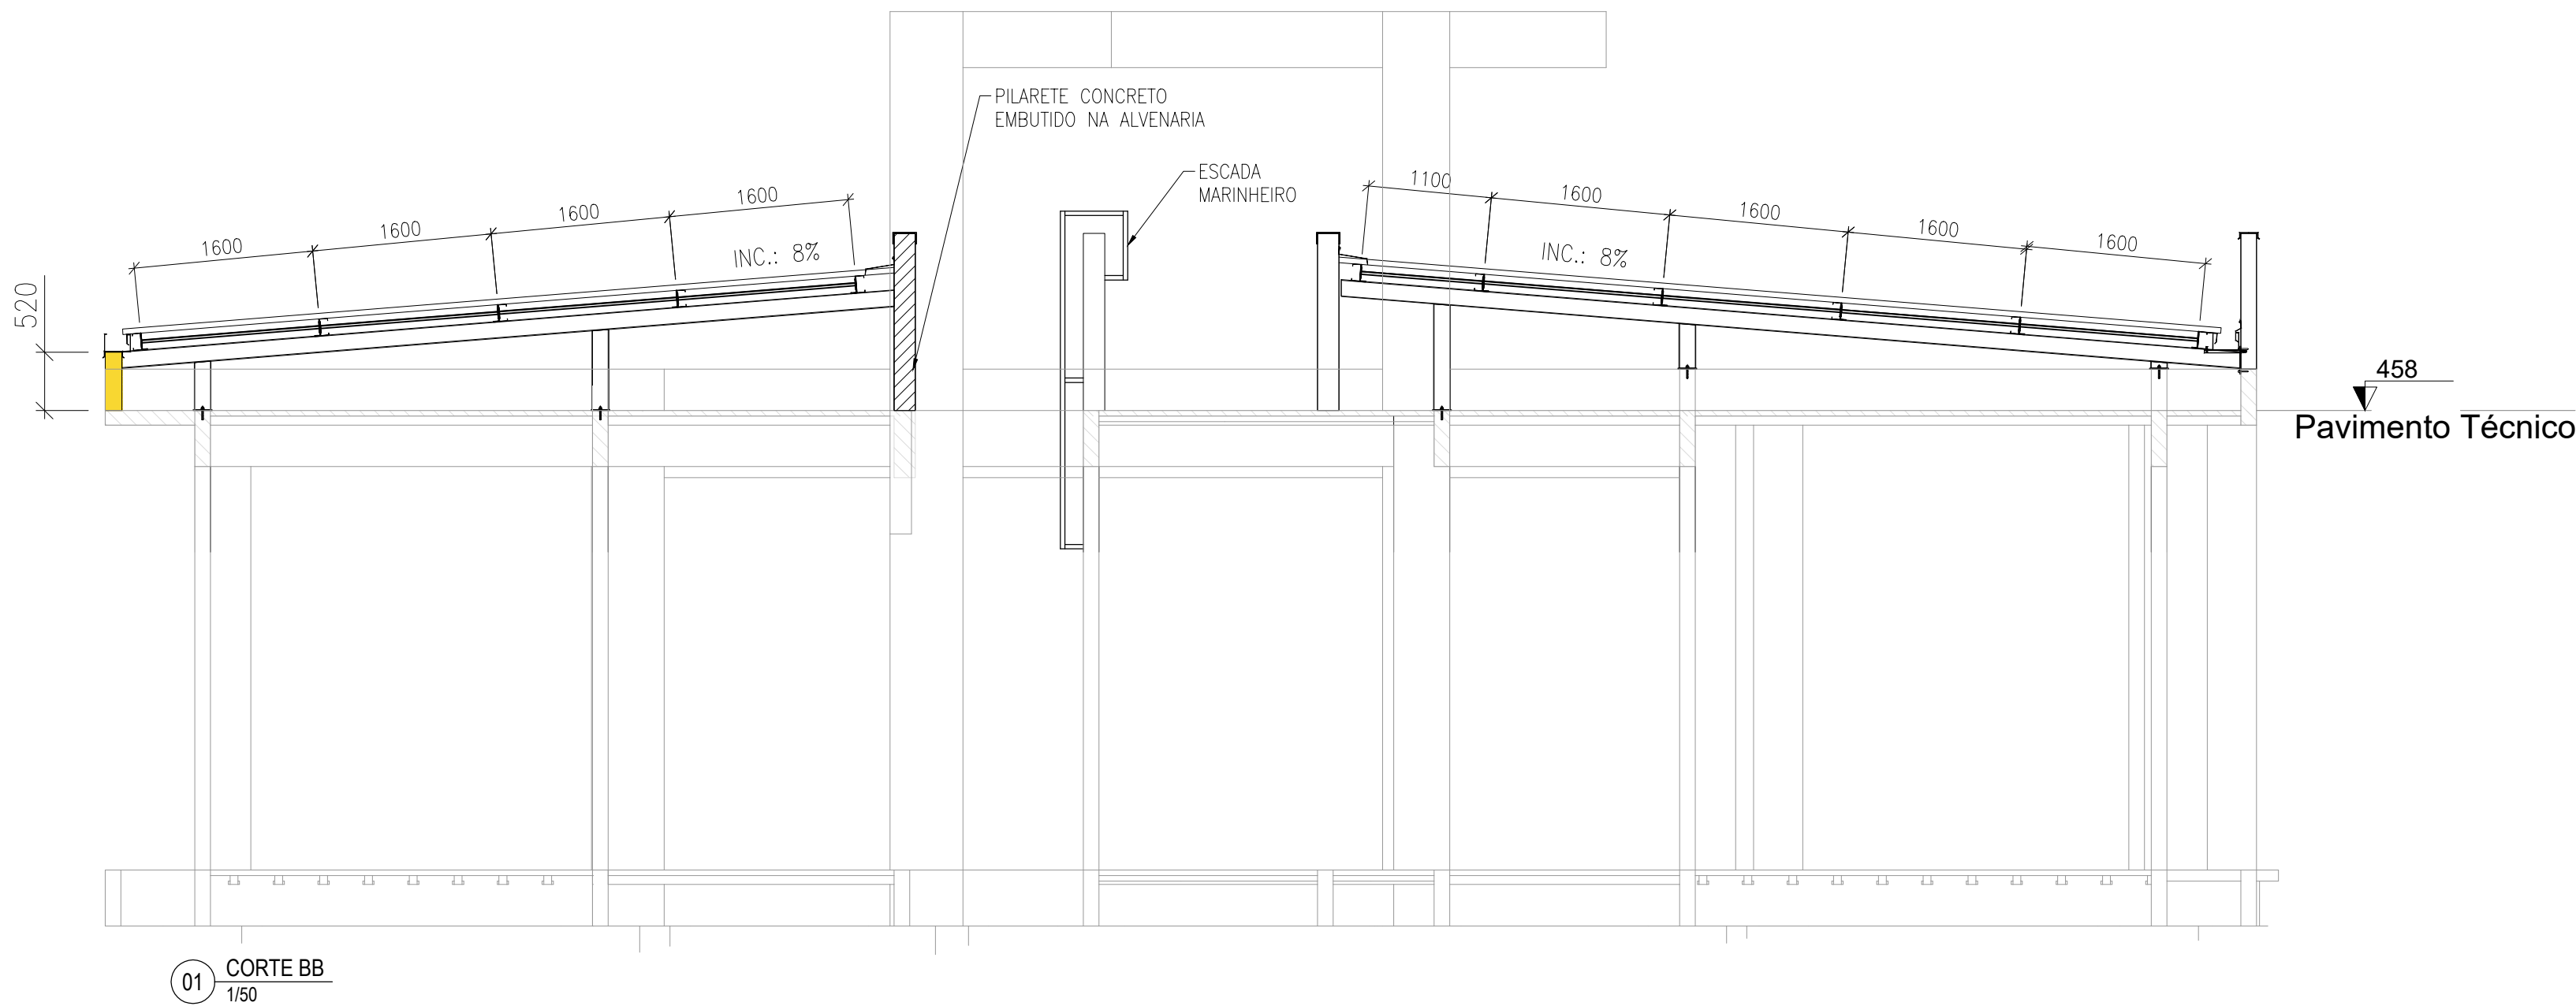 PILARETE CONCRETO
EMBUTIDO NA ALVENARIA
ESCADA
MARINHEIRO
1600
1600
1600
1600
INC.: 8%
1100
1600
1600
1600
1600
INC.: 8%
520
458
Pavimento Técnico
01
CORTE BB
1/50